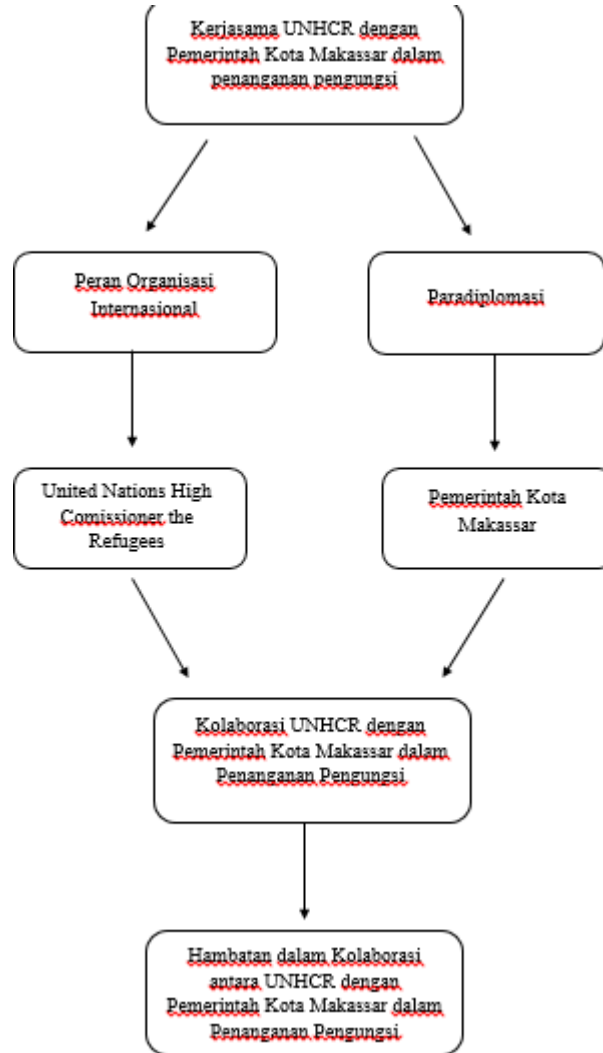 Kerjasama UNHCR dengan
Pemerintah Kota Makassar dalam
penanganan pengungsi
Peran Organisasi
Internasional
Paradiplomasi
United Nations High
Comissioner the
Refugees
Pemerintah Kota
Makassar
Kolaborasi UNHCR dengan
Pemerintah Kota Makassar dalam
Penanganan Pengungsi
Hambatan dalam Kolaborasi
antara UNHCR dengan
Pemerintah Kota Makassar dalam
Penanganan Pengungsi